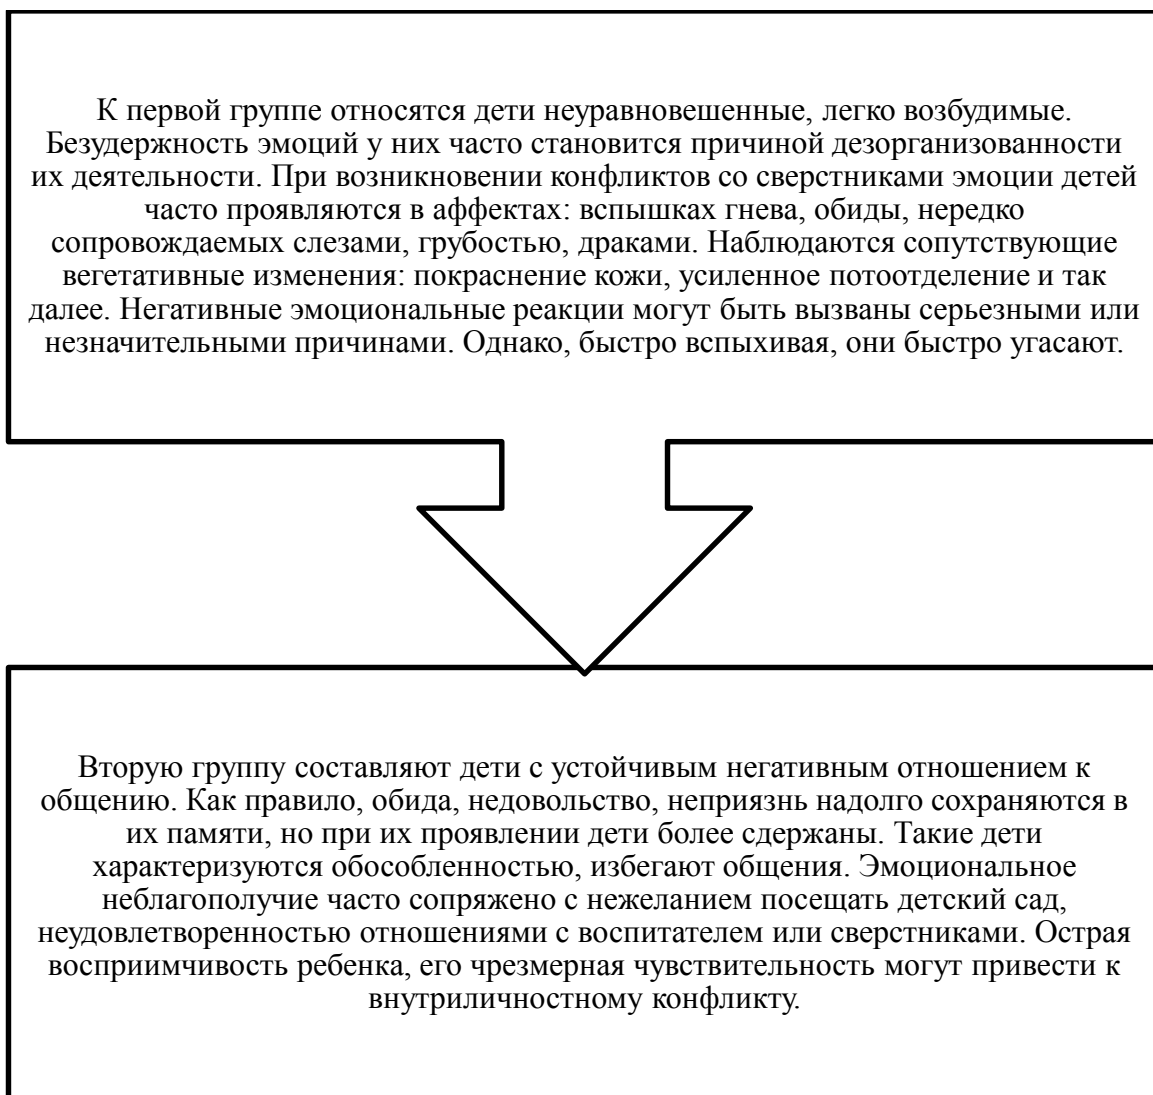 К первой группе относятся дети неуравновешенные, легко возбудимые.
Безудержность эмоций у них часто становится причиной дезорганизованности
их деятельности. При возникновении конфликтов со сверстниками эмоции детей
часто проявляются в аффектах: вспышках гнева, обиды, нередко
сопровождаемых слезами, грубостью, драками. Наблюдаются сопутствующие
вегетативные изменения: покраснение кожи, усиленное потоотделение и так
далее. Негативные эмоциональные реакции могут быть вызваны серьезными или
незначительными причинами. Однако, быстро вспыхивая, они быстро угасают.
Вторую группу составляют дети с устойчивым негативным отношением к
общению. Как правило, обида, недовольство, неприязнь надолго сохраняются в
их памяти, но при их проявлении дети более сдержаны. Такие дети
характеризуются обособленностью, избегают общения. Эмоциональное
неблагополучие часто сопряжено с нежеланием посещать детский сад,
неудовлетворенностью отношениями с воспитателем или сверстниками. Острая
восприимчивость ребенка, его чрезмерная чувствительность могут привести к
внутриличностному конфликту.